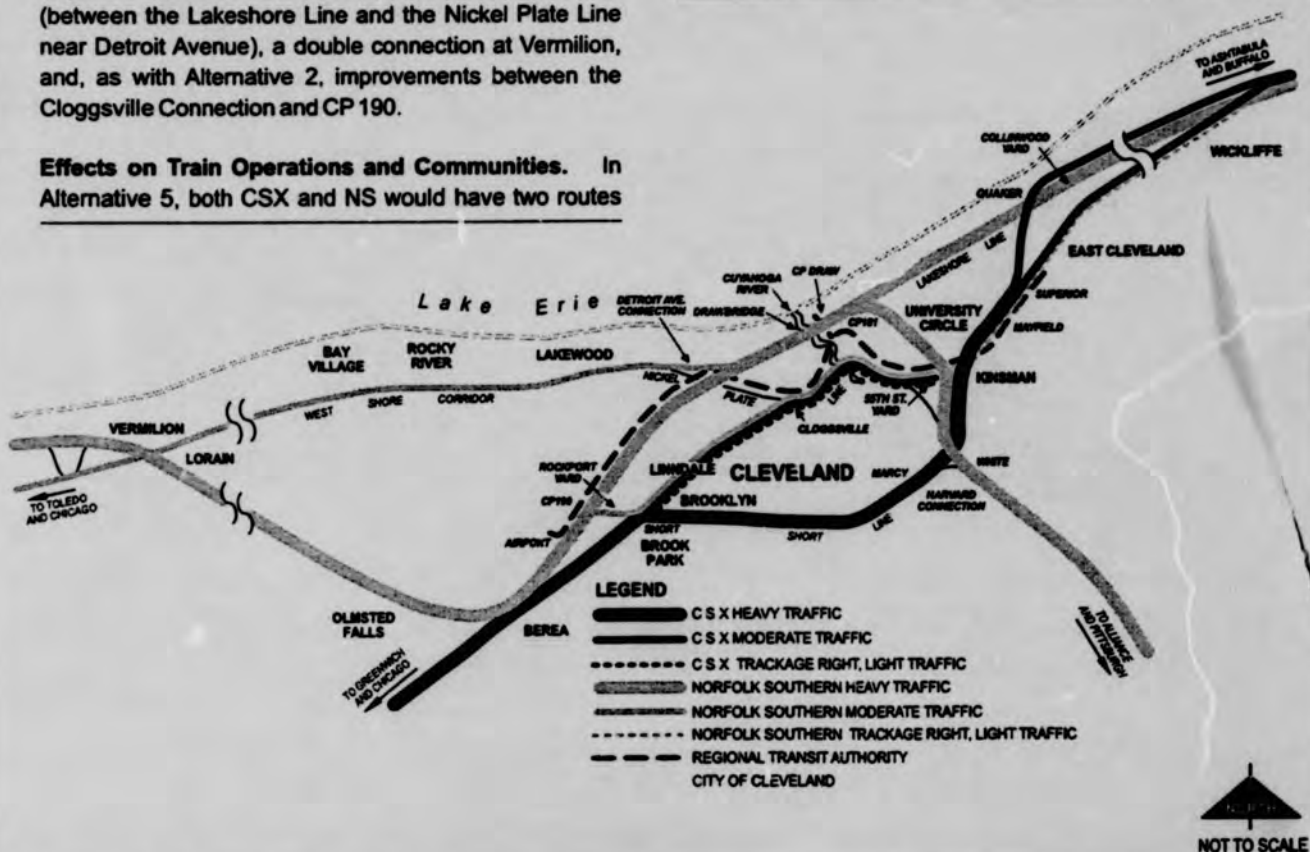 (between the Lakeshore Line and the Nickel Plate Line
near Detroit Avenue), a double connection at Vermilion,
and, as with Alternative 2, improvements between the
Cloggsville Connection and CP 190.
Effects on Train Operations and Communities. In
Alternative 5, both CSX and NS would have two routes
TO ASHTABULA
AND BUFFALO
COLLINWOOD
YARD
WICKLIFFE
QUAKER
EAST CLEVELAND
LAKESHORE LINE
SUPERIOR
CUYAHOGA
RIVER
CP DRAW
Lake Erie
DETROIT AVE.
CONNECTION
DRAWBRIDGE
UNIVERSITY
CIRCLE
MAYFIELD
CP181
BAY
VILLAGE
ROCKY
RIVER
LAKEWOOD
NICKEL
PLATE
LINE
KINSMAN
WEST SHORE CORRIDOR
55TH ST.
YARD
CLOGGSVILLE
VERMILION
LORAIN
ROCKPORT
YARD
LINNDALE
CLEVELAND
MARCY
WHITE
TO TOLEDO
AND CHICAGO
CP190
BROOKLYN
HARVARD
CONNECTION
AIRPORT
SHORT
SHORT LINE
BROOK
PARK
OLMSTED
FALLS
BEREA
TO GREENWICH
AND CHICAGO
TO ALLIANCE
AND PITTSBURGH
LEGEND
C S X HEAVY TRAFFIC
C S X MODERATE TRAFFIC
C S X TRACKAGE RIGHT, LIGHT TRAFFIC
NORFOLK SOUTHERN HEAVY TRAFFIC
NORFOLK SOUTHERN MODERATE TRAFFIC
NORFOLK SOUTHERN TRACKAGE RIGHT, LIGHT TRAFFIC
REGIONAL TRANSIT AUTHORITY
CITY OF CLEVELAND
NOT TO SCALE